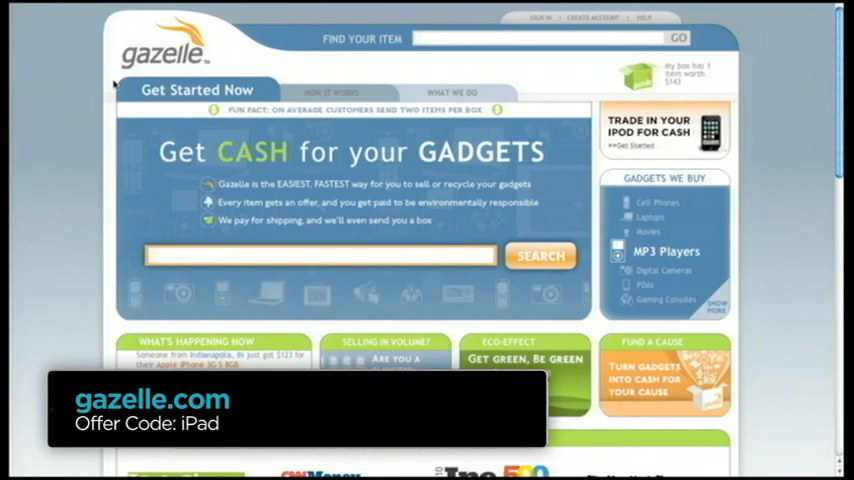 SIGN IN | CREATE ACCOUNT | HELP
gazelle
FIND YOUR ITEM
GO
My box has 1
item worth
$143
Get Started Now
HOW IT WORKS
WHAT WE DO
FUN FACT: ON AVERAGE CUSTOMERS SEND TWO ITEMS PER BOX
Get CASH for your GADGETS
Gazelle is the EASIEST, FASTEST way for you to sell or recycle your gadgets
Every item gets an offer, and you get paid to be environmentally responsible
We pay for shipping, and we'll even send you a box
SEARCH
TRADE IN YOUR
IPOD FOR CASH
>>Get Started
GADGETS WE BUY
Cell Phones
Laptops
Movies
MP3 Players
Digital Cameras
PDAs
Gaming Consoles
SHOW
MORE
WHAT'S HAPPENING NOW
Someone from Indianapolis, IN just got $123 for
their Apple iPhone 3G S 8GB
SELLING IN VOLUME?
ARE YOU A
ECO-EFFECT
GET GREEN, BE GREEN
FUND A CAUSE
TURN GADGETS
INTO CASH FOR
YOUR CAUSE
gazelle.com
Offer Code: iPad
CNNMoney
Inc 500